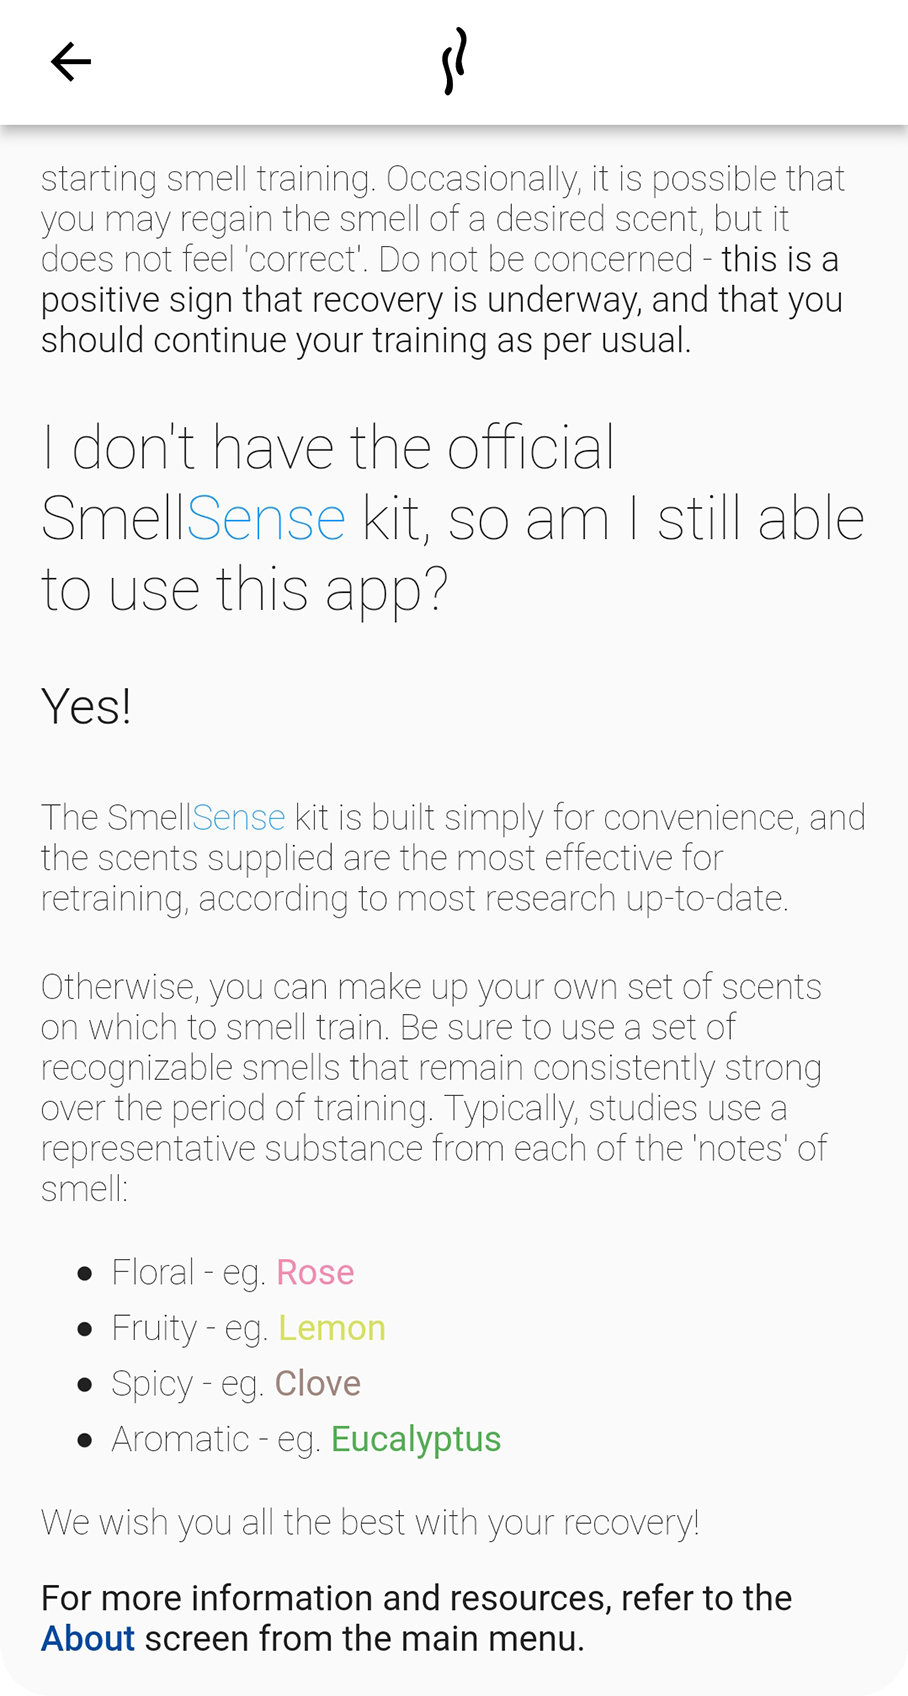 starting smell training. Occasionally, it is possible that
you may regain the smell of a desired scent, but it
does not feel 'correct'. Do not be concerned - this is a
positive sign that recovery is underway, and that you
should continue your training as per usual.
I don't have the official
SmellSense kit, so am I still able
to use this app?
Yes!
The SmellSense kit is built simply for convenience, and
the scents supplied are the most effective for
retraining, according to most research up-to-date.
Otherwise, you can make up your own set of scents
on which to smell train. Be sure to use a set of
recognizable smells that remain consistently strong
over the period of training. Typically, studies use a
representative substance from each of the 'notes' of
smell:
● Floral - eg. Rose
● Fruity - eg. Lemon
● Spicy - eg. Clove
● Aromatic - eg. Eucalyptus
We wish you all the best with your recovery!
For more information and resources, refer to the
About screen from the main menu.